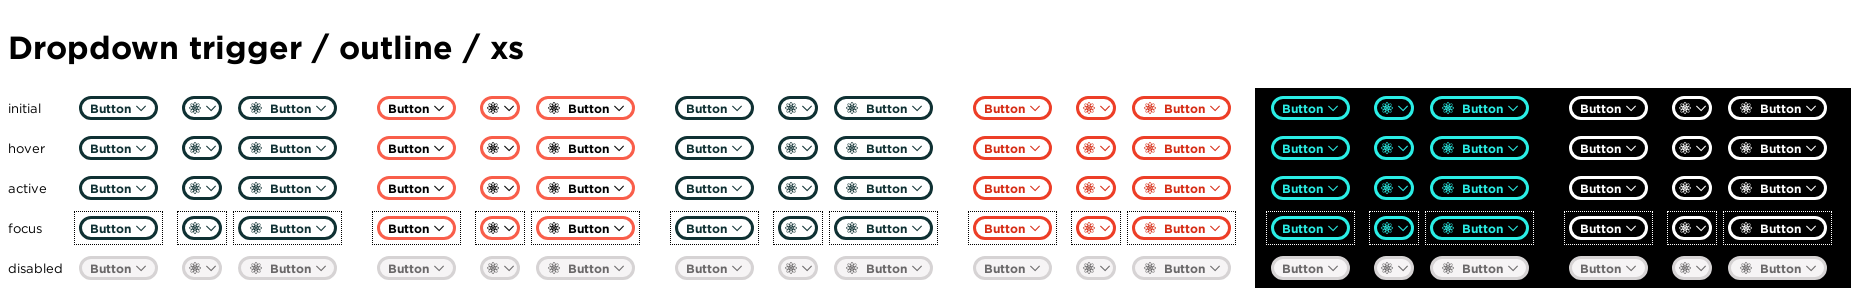 Dropdown trigger / outline / xs
initial Button Button Button Button Button Button Button Button Button Button Button Button
hover Button Button Button Button Button Button Button Button Button Button Button Button
active Button Button Button Button Button Button Button Button Button Button Button Button
focus Button Button Button Button Button Button Button Button Button Button Button Button
disabled Button Button Button Button Button Button Button Button Button Button Button Button